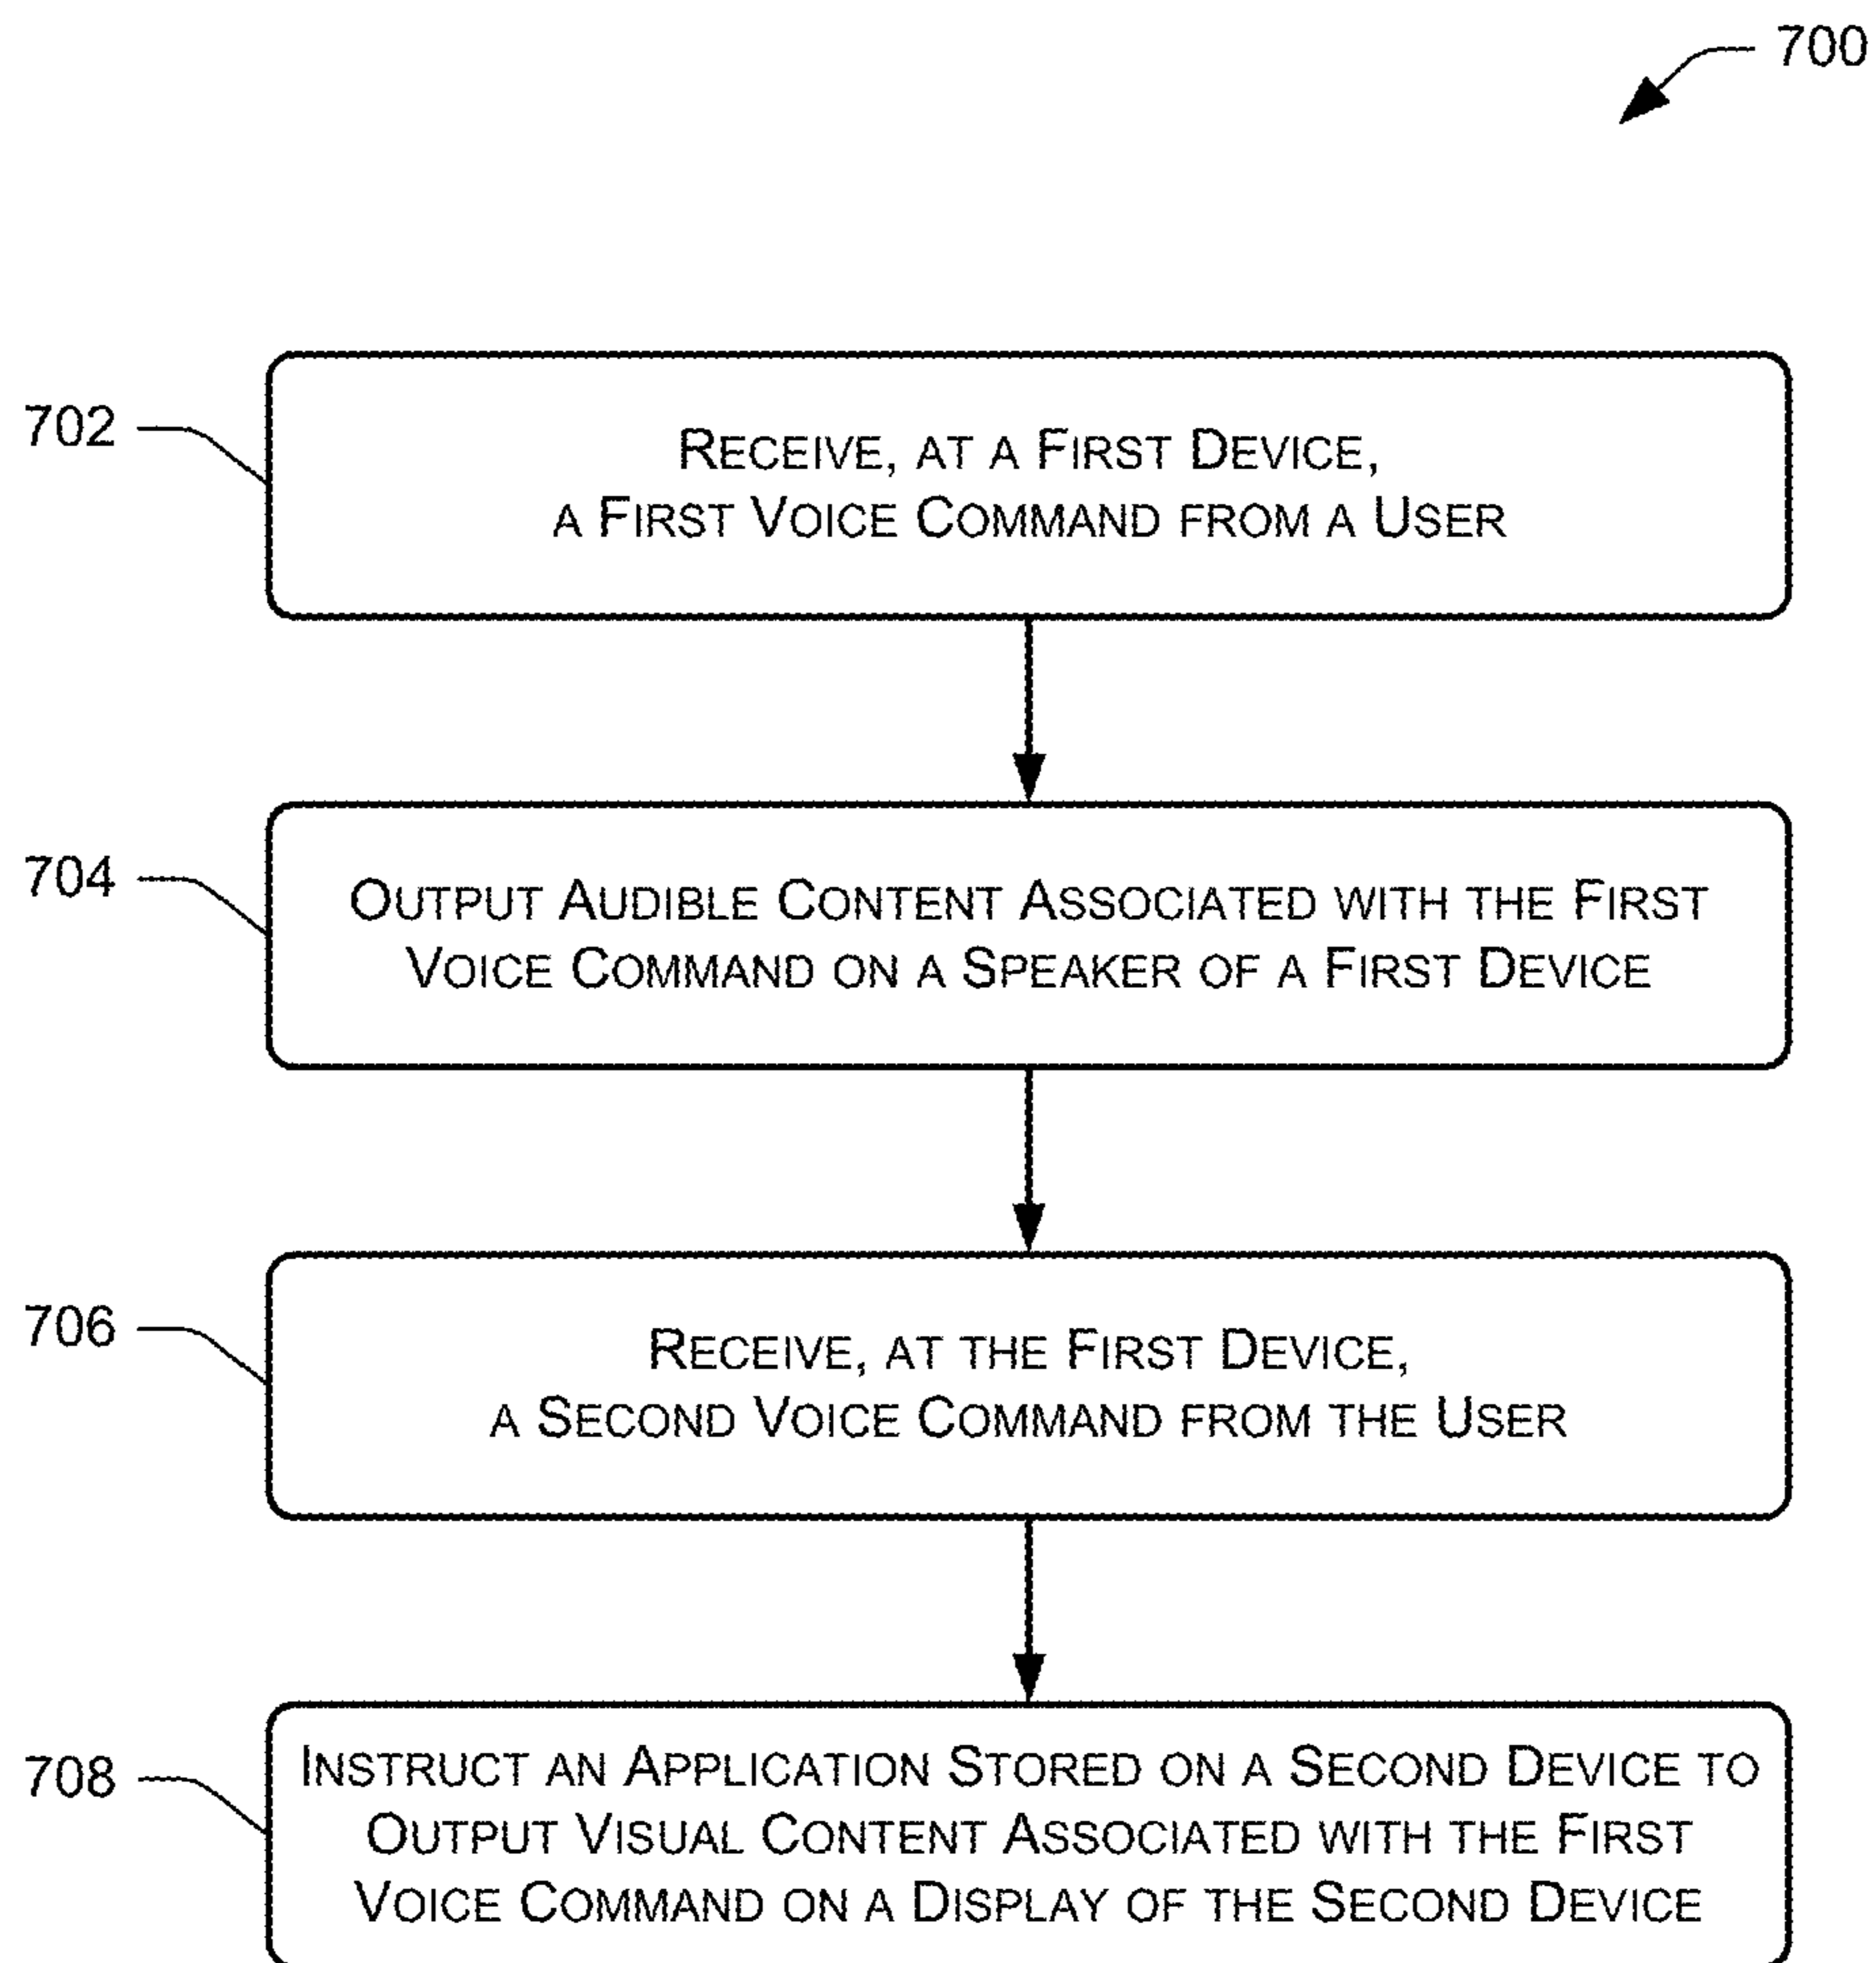 700
702
RECEIVE, AT A FIRST DEVICE,
A FIRST VOICE COMMAND FROM A USER
704
OUTPUT AUDIBLE CONTENT ASSOCIATED WITH THE FIRST
VOICE COMMAND ON A SPEAKER OF A FIRST DEVICE
706
RECEIVE, AT THE FIRST DEVICE,
A SECOND VOICE COMMAND FROM THE USER
708
INSTRUCT AN APPLICATION STORED ON A SECOND DEVICE TO
OUTPUT VISUAL CONTENT ASSOCIATED WITH THE FIRST
VOICE COMMAND ON A DISPLAY OF THE SECOND DEVICE